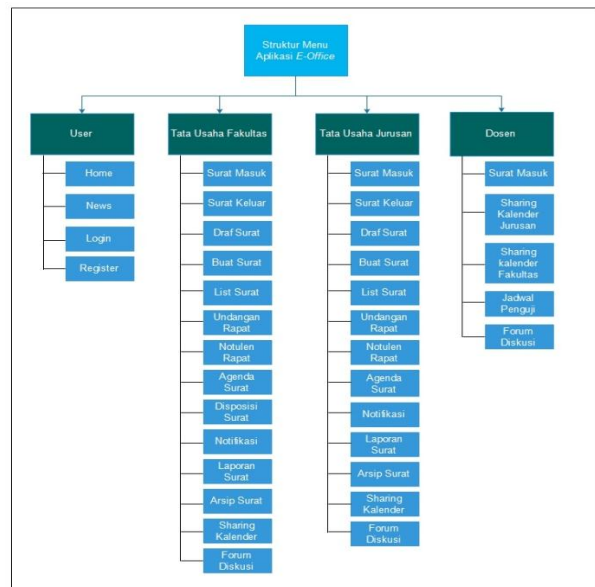 Struktur Menu
Aplikasi E-Office
User
Home
News
Login
Register
Tata Usaha Fakultas
Surat Masuk
Surat Keluar
Draf Surat
Buat Surat
List Surat
Undangan
Rapat
Notulen
Rapat
Agenda
Surat
Disposisi
Surat
Notifikasi
Laporan
Surat
Arsip Surat
Sharing
Kalender
Forum
Diskusi
Tata Usaha Jurusan
Surat Masuk
Surat Keluar
Draf Surat
Buat Surat
List Surat
Undangan
Rapat
Notulen
Rapat
Agenda
Surat
Notifikasi
Laporan
Surat
Arsip Surat
Sharing
Kalender
Forum
Diskusi
Dosen
Surat Masuk
Sharing
Kalender
Jurusan
Sharing
kalender
Fakultas
Jadwal
Penguji
Forum
Diskusi